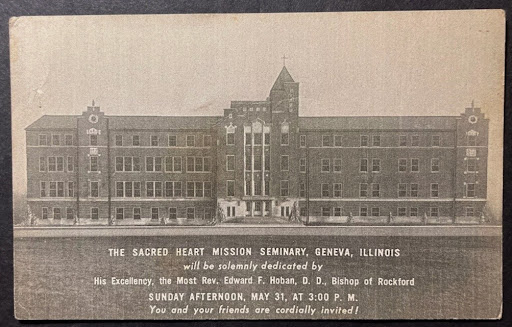 THE SACRED HEART MISSION SEMINARY, GENEVA, ILLINOIS
will be solemnly dedicated by
His Excellency, the Most Rev. Edward F. Hoban, D. D., Bishop of Rockford
SUNDAY AFTERNOON, MAY 31, AT 3:00 P. M.
You and your friends are cordially invited!